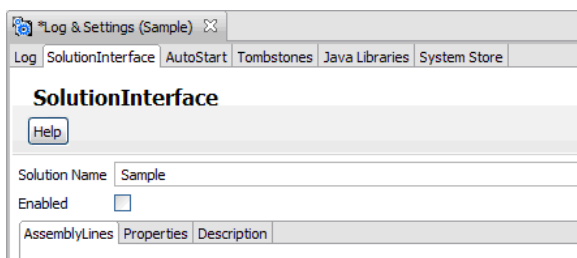 *Log & Settings (Sample)
Log SolutionInterface AutoStart Tombstones Java Libraries System Store
SolutionInterface
Help
Solution Name Sample
Enabled
AssemblyLines Properties Description